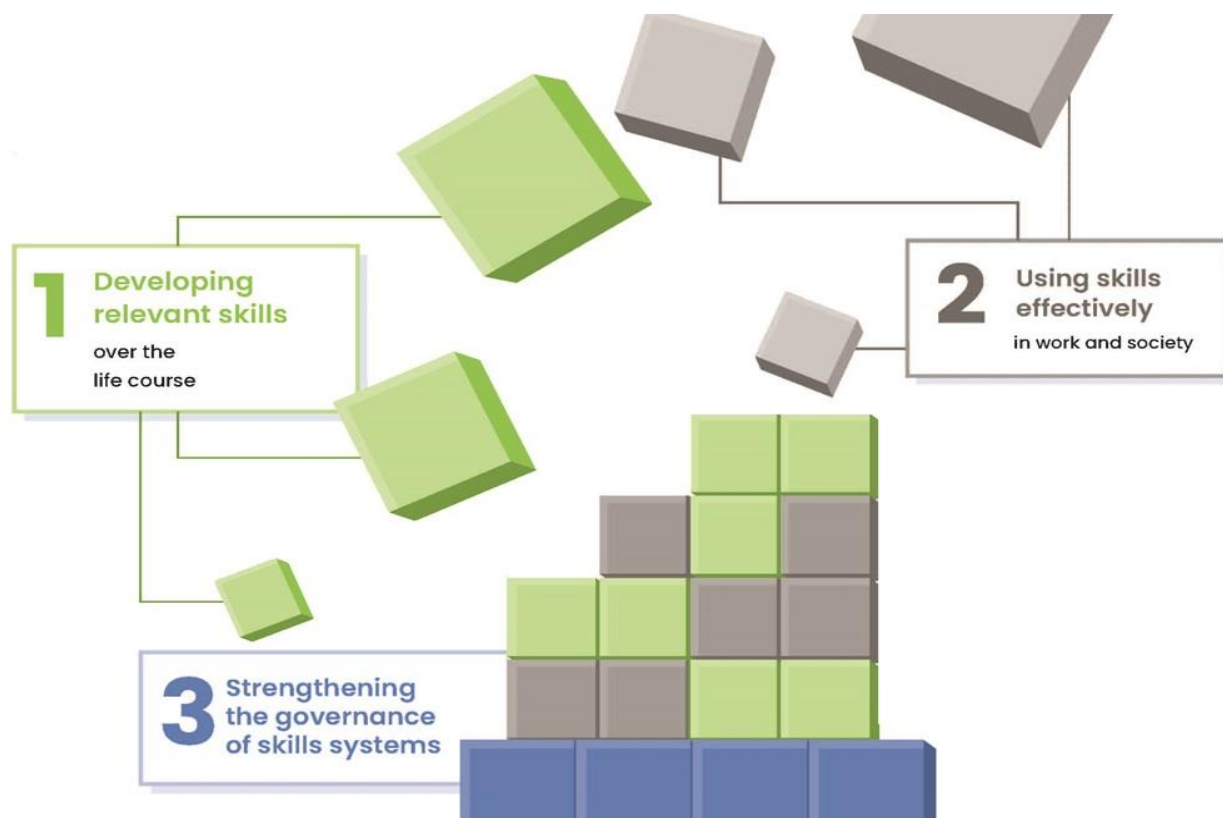 1
Developing
relevant skills
over the
life course
2
Using skills
effectively
in work and society
3
Strengthening
the governance
of skills systems